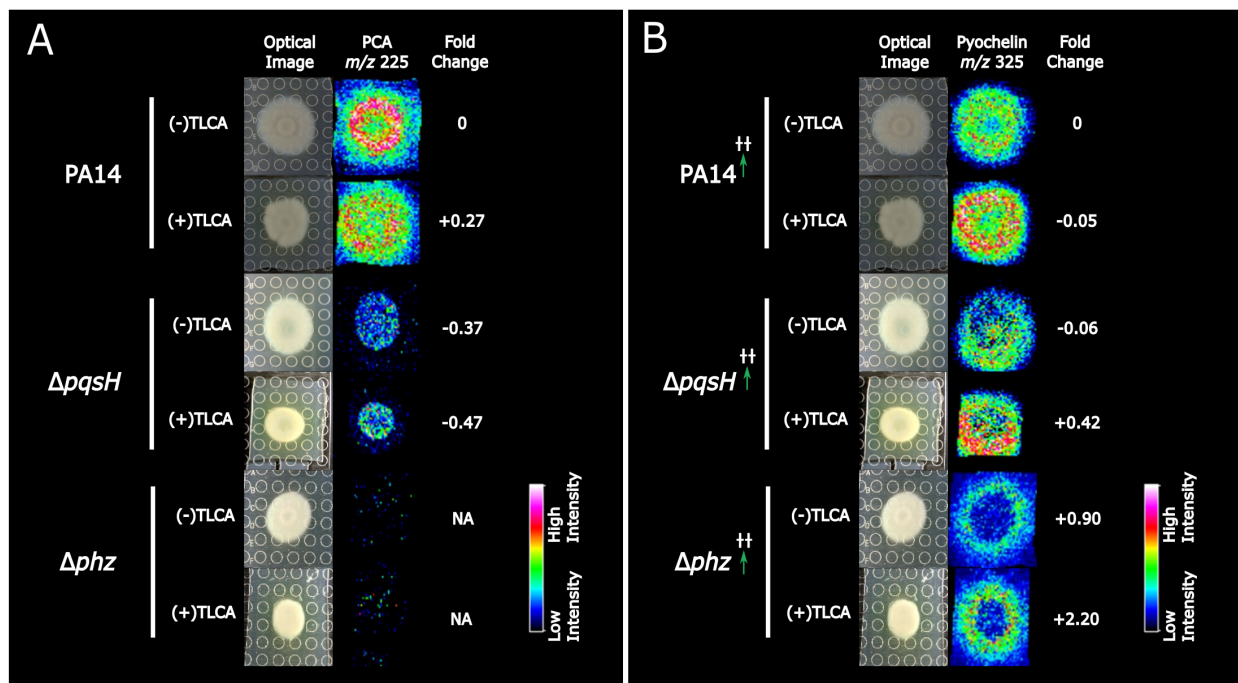 A
Optical
Image
PCA
m/z 225
Fold
Change
PA14
(-)TLCA
0
(+)TLCA
+0.27
ΔpqsH
(-)TLCA
-0.37
(+)TLCA
-0.47
Δphz
(-)TLCA
NA
(+)TLCA
NA
High
Intensity
Low
Intensity
B
Optical
Image
Pyochelin
m/z 325
Fold
Change
PA14 ‡‡
(-)TLCA
0
(+)TLCA
-0.05
ΔpqsH ‡‡
(-)TLCA
-0.06
(+)TLCA
+0.42
Δphz ‡‡
(-)TLCA
+0.90
(+)TLCA
+2.20
High
Intensity
Low
Intensity